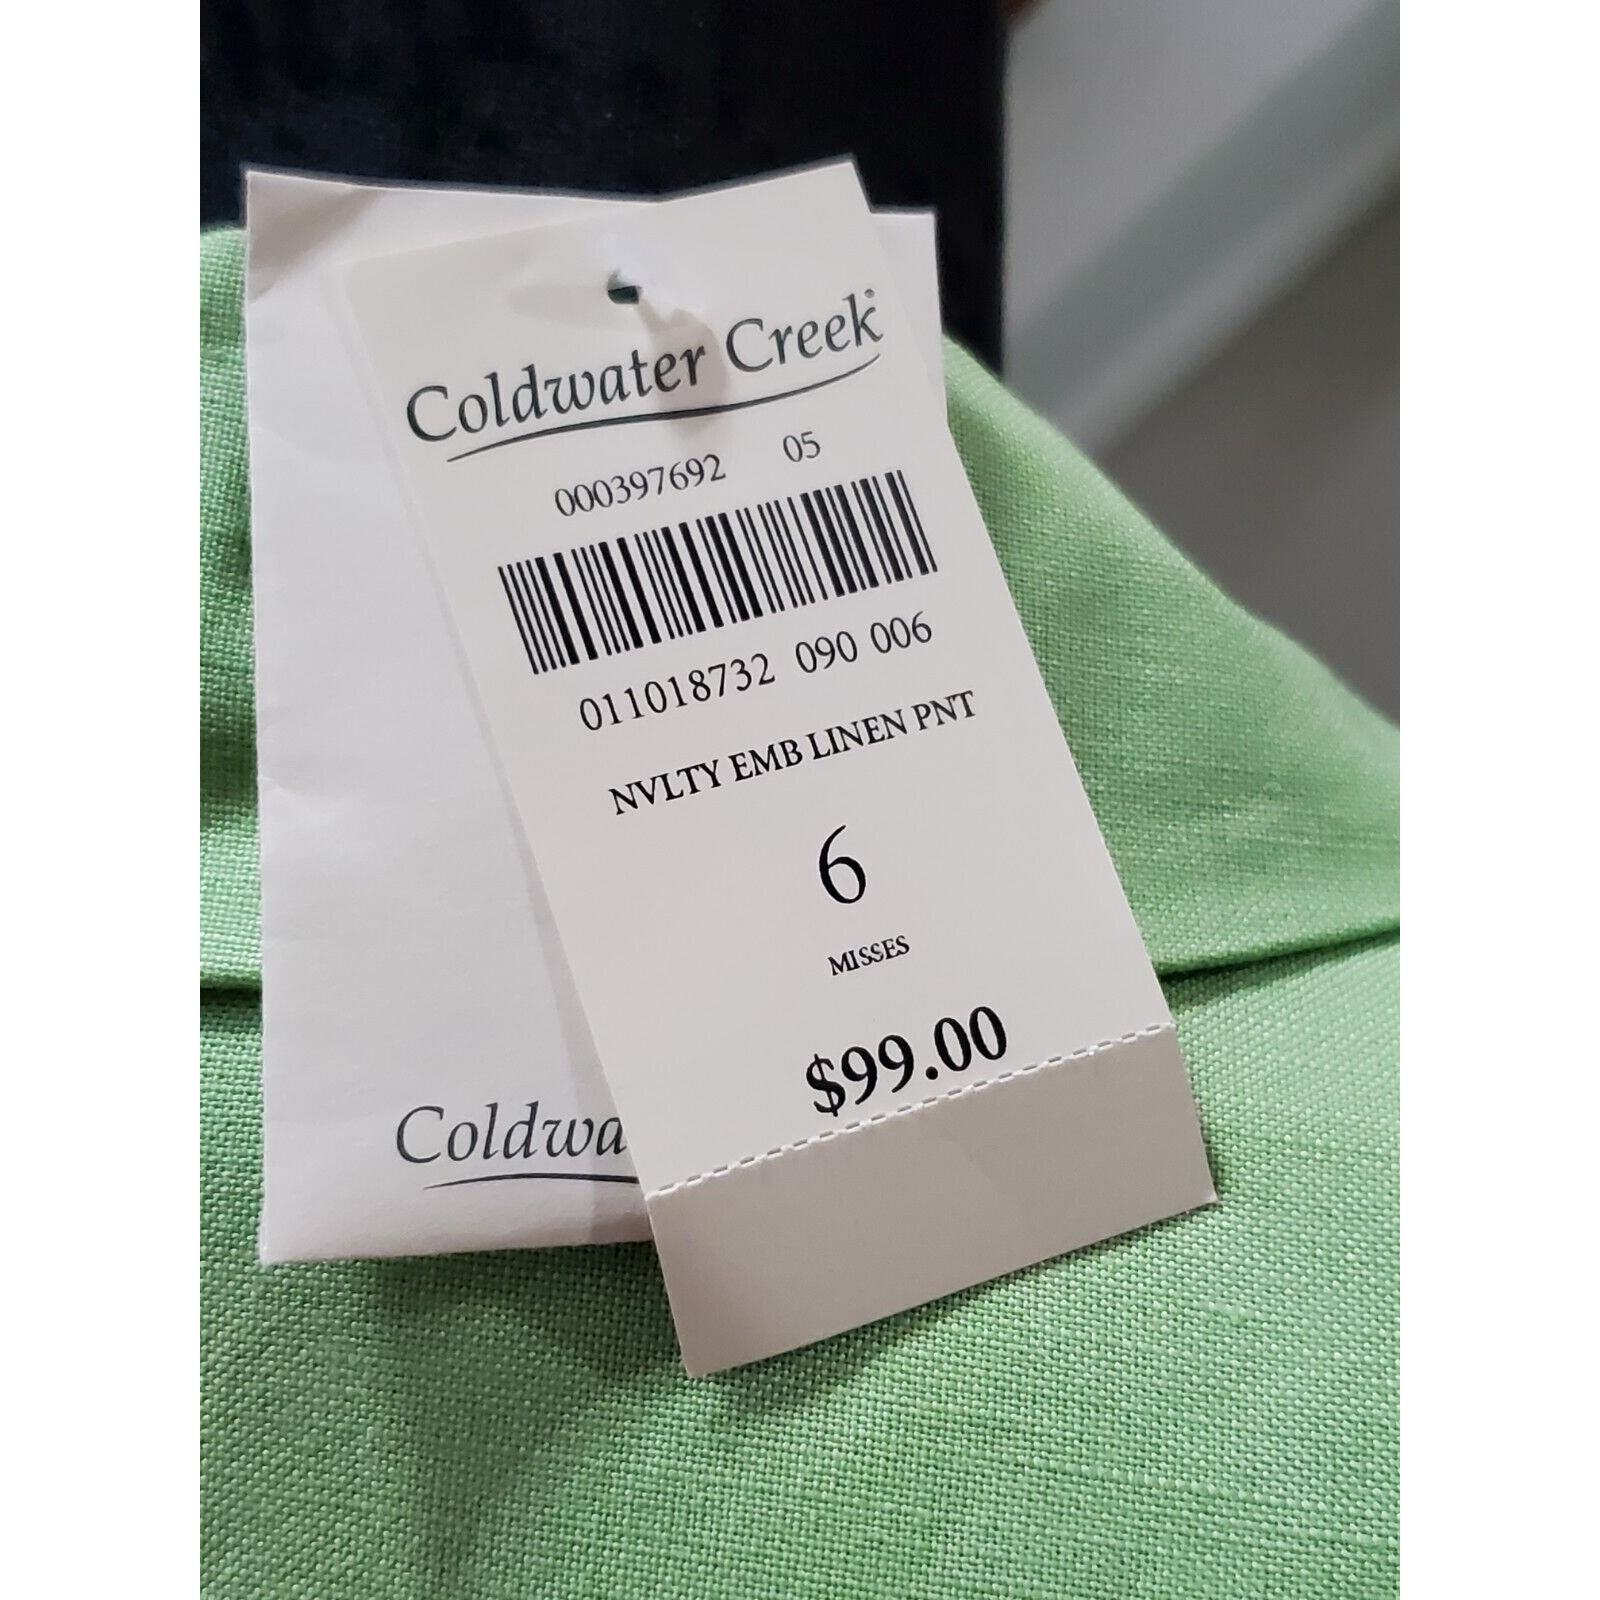 Coldwater Creek®
000397692 05
011018732 090 006
NVLTY EMB LINEN PNT
6
MISSES
$99.00
Coldwa